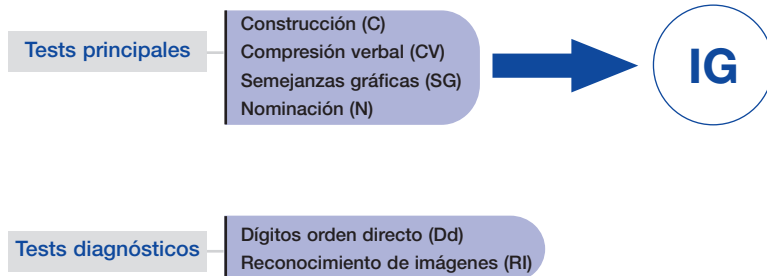 Tests principales
Construcción (C)
Compresión verbal (CV)
Semejanzas gráficas (SG)
Nominación (N)
IG
Tests diagnósticos
Dígitos orden directo (Dd)
Reconocimiento de imágenes (RI)